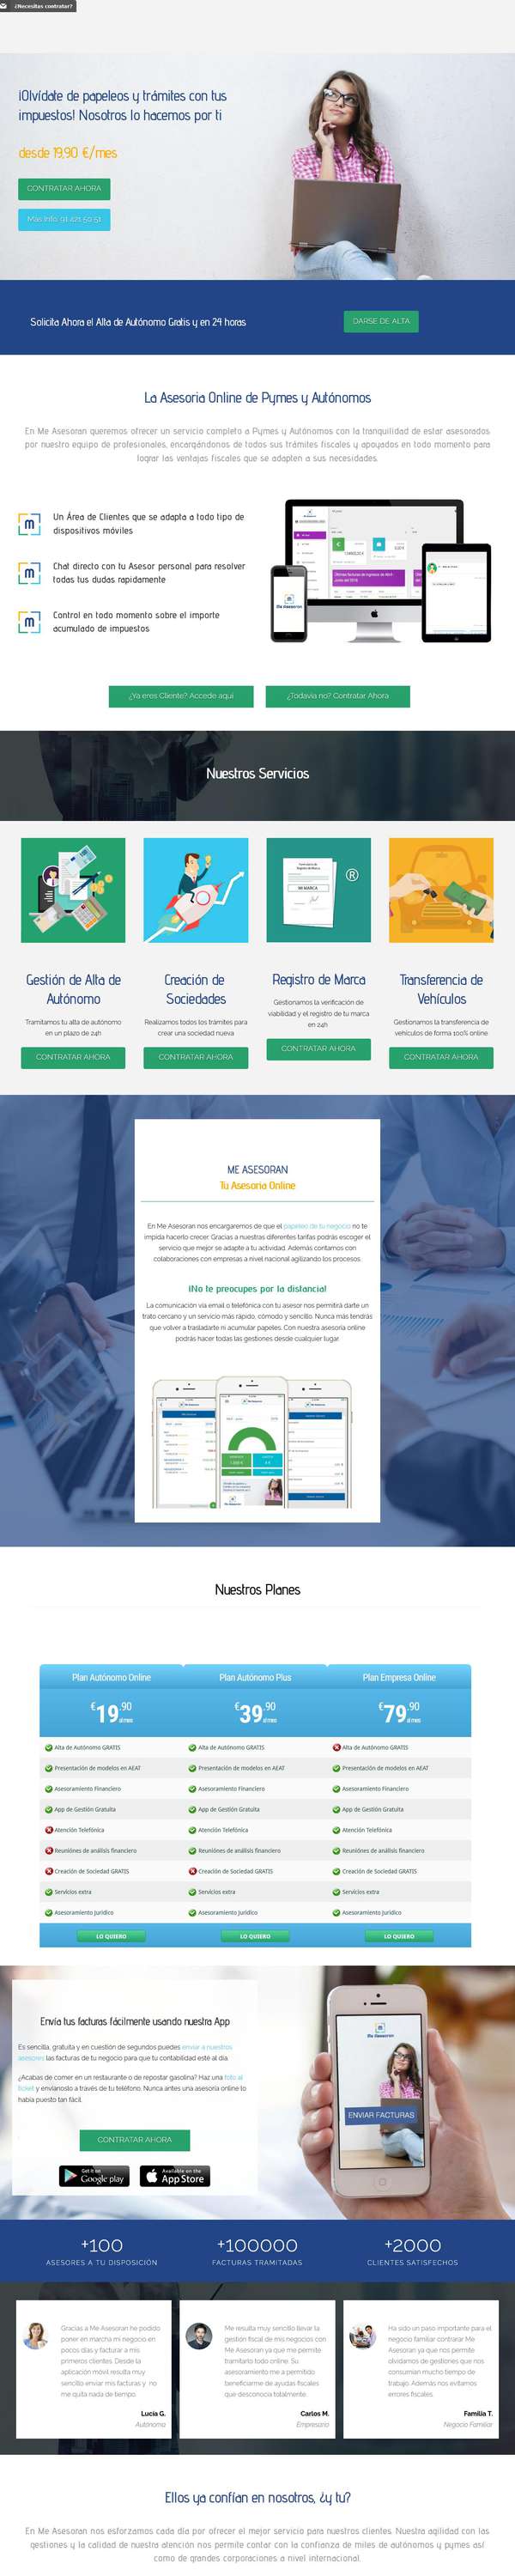 ¿Necesitas contratar?
¡Olvídate de papeleos y trámites con tus
impuestos! Nosotros lo hacemos por ti
desde 19,90 €/mes
CONTRATAR AHORA
Más Info:
Solicita Ahora el Alta de Autónomo Gratis y en 24 horas
DARSE DE ALTA
La Asesoria Online de Pymes y Autónomos
En Me Asesoran queremos ofrecer un servicio completo a Pymes y Autónomos con la tranquilidad de estar asesorados
por nuestro equipo de profesionales, encargándonos de todos sus trámites fiscales y apoyados en todo momento para
lograr las ventajas fiscales que se adapten a sus necesidades.
Un Área de Clientes que se adapta a todo tipo de
dispositivos móviles
Chat directo con tu Asesor personal para resolver
todas tus dudas rapidamente
Control en todo momento sobre el importe
acumulado de impuestos
Me Asesoran
¿Ya eres Cliente? Accede aquí
¿Todavía no? Contratar Ahora
Nuestros Servicios
MI MARCA
®
Gestión de Alta de
Autónomo
Tramitamos tu alta de autónomo
en un plazo de 24h
CONTRATAR AHORA
Creación de
Sociedades
Realizamos todos los trámites para
crear una sociedad nueva
CONTRATAR AHORA
Registro de Marca
Gestionamos la verificación de
viabilidad y el registro de tu marca
en 24h
CONTRATAR AHORA
Transferencia de
Vehículos
Gestionamos la transferencia de
vehículos de forma 100% online
CONTRATAR AHORA
ME ASESORAN
Tu Asesoria Online
En Me Asesoran nos encargaremos de que el papeleo de tu negocio no te
impida hacerlo crecer. Gracias a nuestras diferentes tarifas podrás escoger el
servicio que mejor se adapte a tu actividad. Además contamos con
colaboraciones con empresas a nivel nacional agilizando los procesos.
¡No te preocupes por la distancia!
La comunicación vía email o telefónica con tu asesor nos permitirá darte un
trato cercano y un servicio más rápido, cómodo y sencillo. Nunca más tendrás
que volver a trasladarte ni acumular papeles. Con nuestra asesoría online
podrás hacer todas las gestiones desde cualquier lugar.
Nuestros Planes
Plan Autónomo Online
Plan Autónomo Plus
Plan Empresa Online
€19.90 al mes
€39.90 al mes
€79.90 al mes
Alta de Autónomo GRATIS
Alta de Autónomo GRATIS
Alta de Autónomo GRATIS
Presentación de modelos en AEAT
Presentación de modelos en AEAT
Presentación de modelos en AEAT
Asesoramiento Financiero
Asesoramiento Financiero
Asesoramiento Financiero
App de Gestión Gratuita
App de Gestión Gratuita
App de Gestión Gratuita
Atención Telefónica
Atención Telefónica
Atención Telefónica
Reuniones de análisis financiero
Reuniones de análisis financiero
Reuniones de análisis financiero
Creación de Sociedad GRATIS
Creación de Sociedad GRATIS
Creación de Sociedad GRATIS
Servicios extra
Servicios extra
Servicios extra
Asesoramiento Jurídico
Asesoramiento Jurídico
Asesoramiento Jurídico
LO QUIERO
LO QUIERO
LO QUIERO
Envía tus facturas fácilmente usando nuestra App
Es sencilla, gratuita y en cuestión de segundos puedes enviar a nuestros
asesores las facturas de tu negocio para que tu contabilidad esté al día.
¿Acabas de comer en un restaurante o de repostar gasolina? Haz una foto al
ticket y envíanoslo a través de tu teléfono. Nunca antes una asesoría online lo
había puesto tan fácil.
CONTRATAR AHORA
Get it on
Google play
Available on the
App Store
Me Asesoran
ENVIAR FACTURAS
+100
ASESORES A TU DISPOSICIÓN
+100000
FACTURAS TRAMITADAS
+2000
CLIENTES SATISFECHOS
Gracias a Me Asesoran he podido
poner en marcha mi negocio en
pocos días y facturar a mis
primeros clientes. Desde la
aplicación móvil resulta muy
sencillo enviar mis facturas y no
me quita nada de tiempo.
Lucía G.
Autónoma
Me resulta muy sencillo llevar la
gestión fiscal de mis negocios con
Me Asesoran ya que me permite
tramitarlo todo online. Su
asesoramiento me a permitido
beneficiarme de ayudas fiscales
que desconocía totalmente.
Carlos M.
Empresario
Ha sido un paso importante para el
negocio familiar contratar Me
Asesoran ya que nos permite
olvidarnos de gestiones que nos
consumían mucho tiempo de
trabajo. Además nos evitamos
errores fiscales.
Familia T.
Negocio Familiar
Ellos ya confían en nosotros, ¿y tu?
En Me Asesoran nos esforzamos cada día por ofrecer el mejor servicio para nuestros clientes. Nuestra agilidad con las
gestiones y la calidad de nuestra atención nos permite contar con la confianza de miles de autónomos y pymes así
como de grandes corporaciones a nivel internacional.